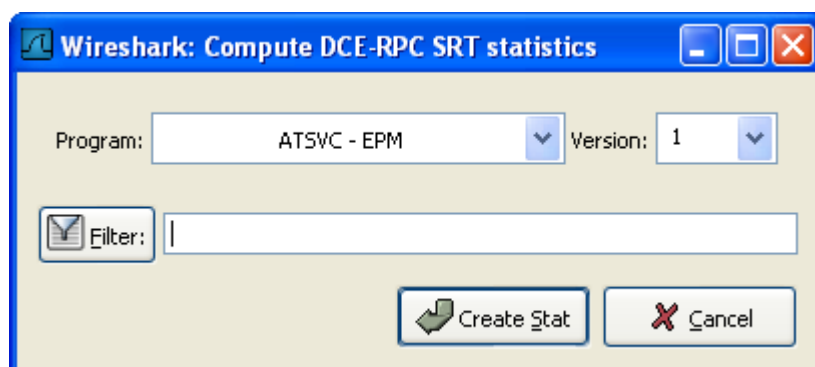 Wireshark: Compute DCE-RPC SRT statistics
Program: ATSVC - EPM Version: 1
Filter:
Create Stat Cancel